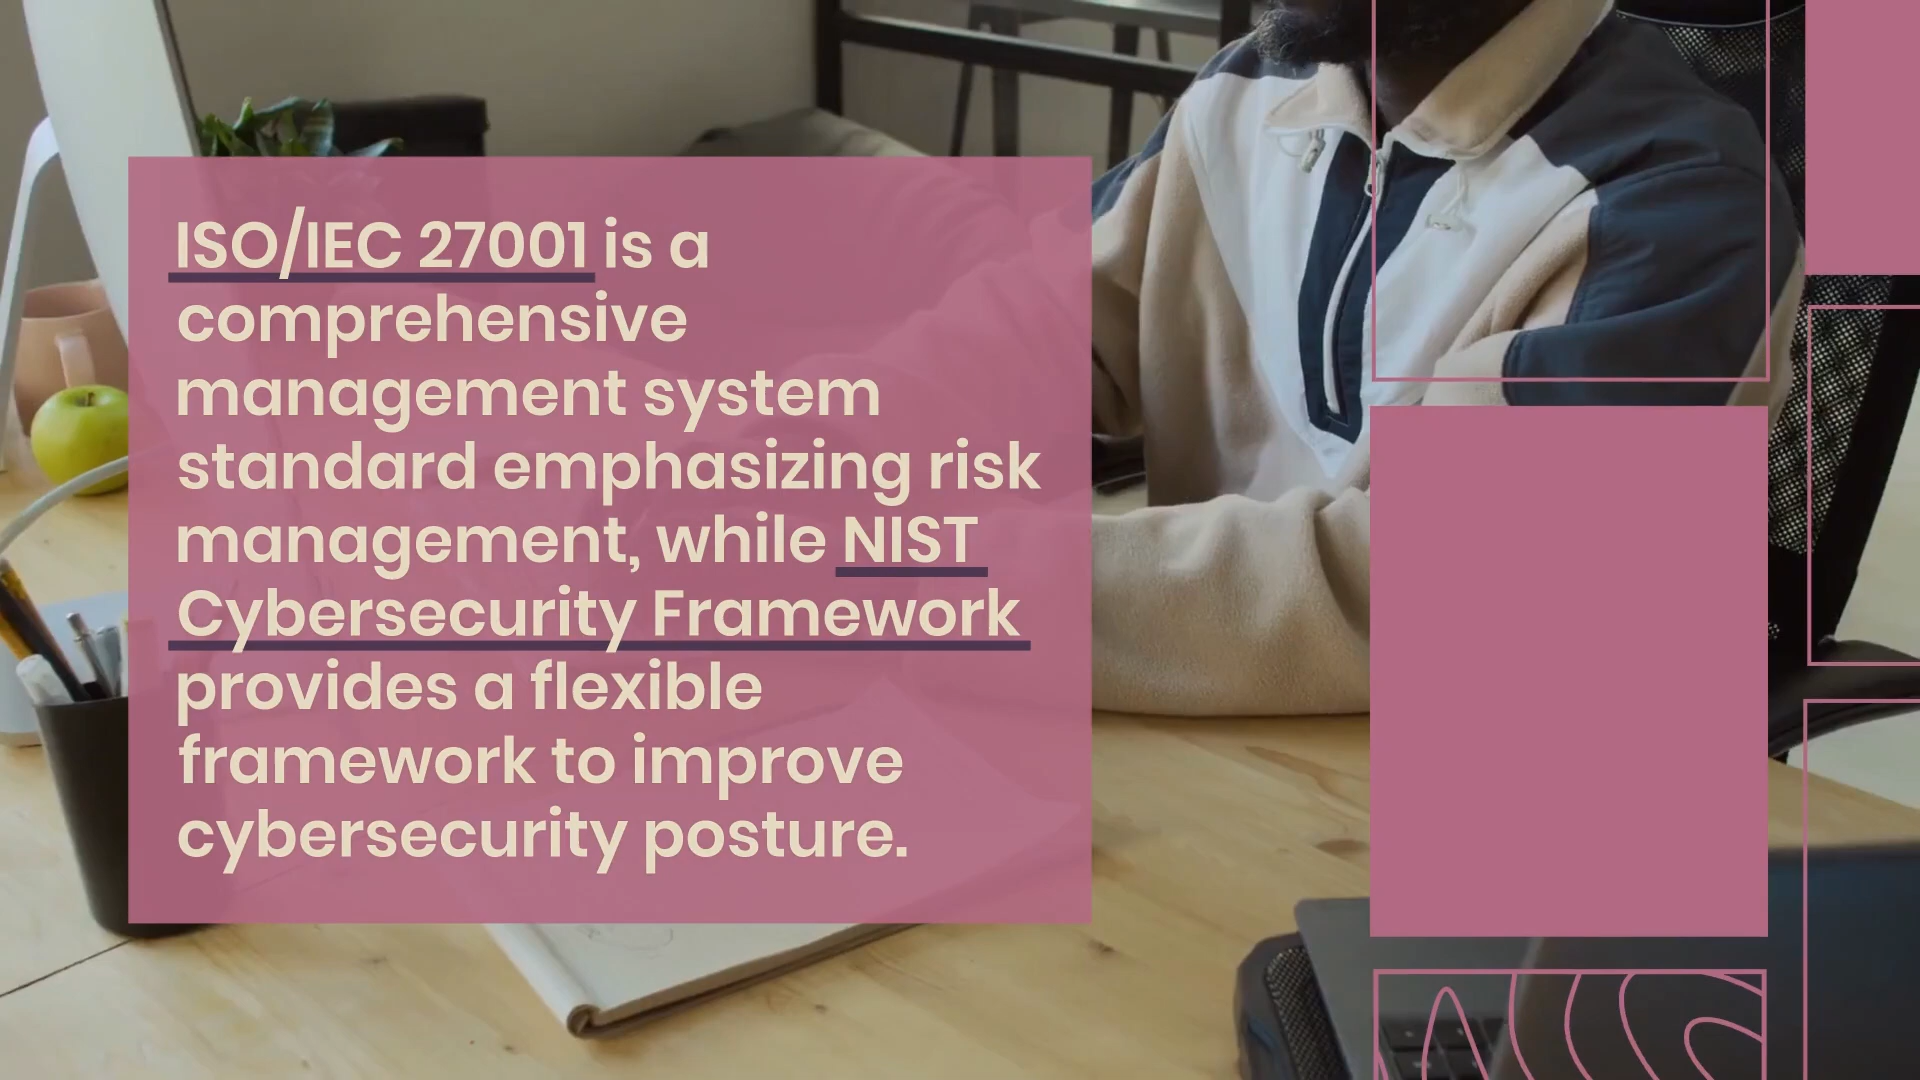 ISO/IEC 27001 is a
comprehensive
management system
standard emphasizing risk
management, while NIST
Cybersecurity Framework
provides a flexible
framework to improve
cybersecurity posture.